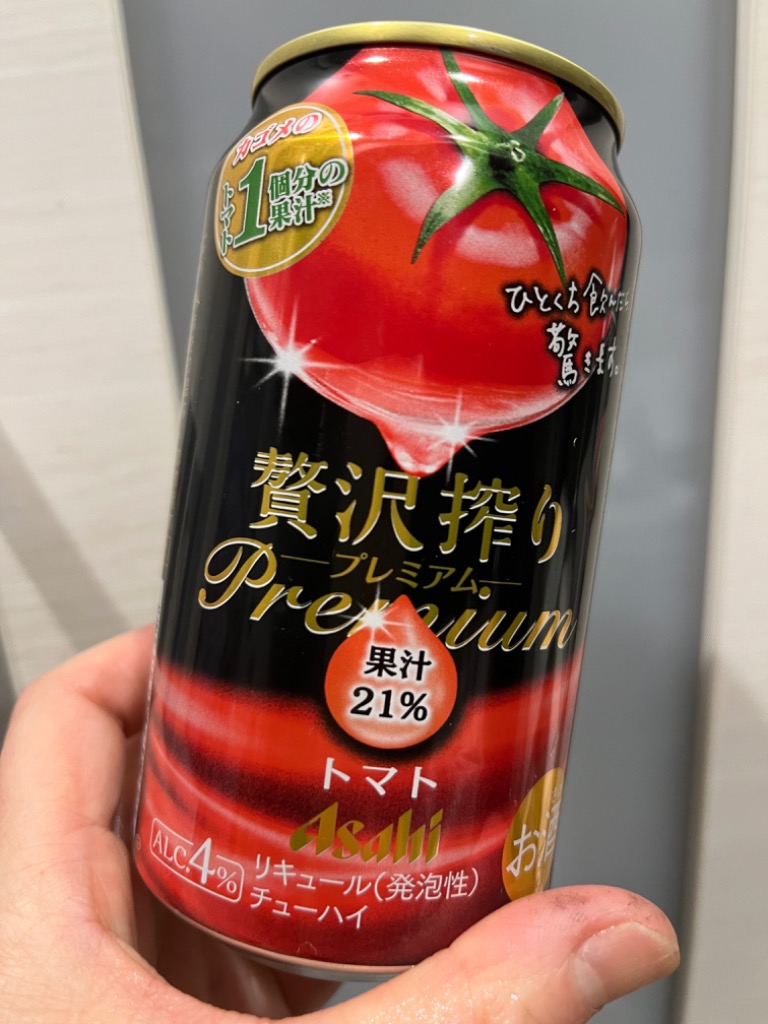 カゴメの
トマト
1個分の
果汁※
ひとくち飲んだら
驚きます。
贅沢搾り
プレミアム
Premium
果汁
21%
トマト
Asahi
ALC.4%
リキュール(発泡性)
チューハイ
お酒